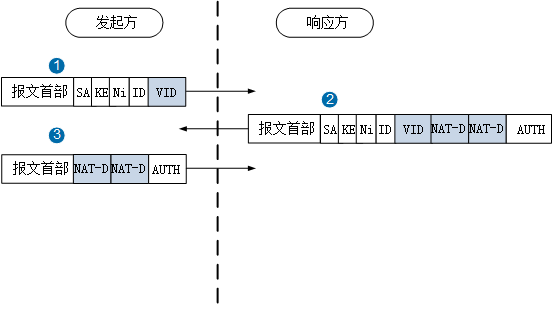 发起方
响应方
1
报文首部 SA KE Ni ID VID
2
报文首部 SA KE Ni ID VID NAT-D NAT-D AUTH
3
报文首部 NAT-D NAT-D AUTH